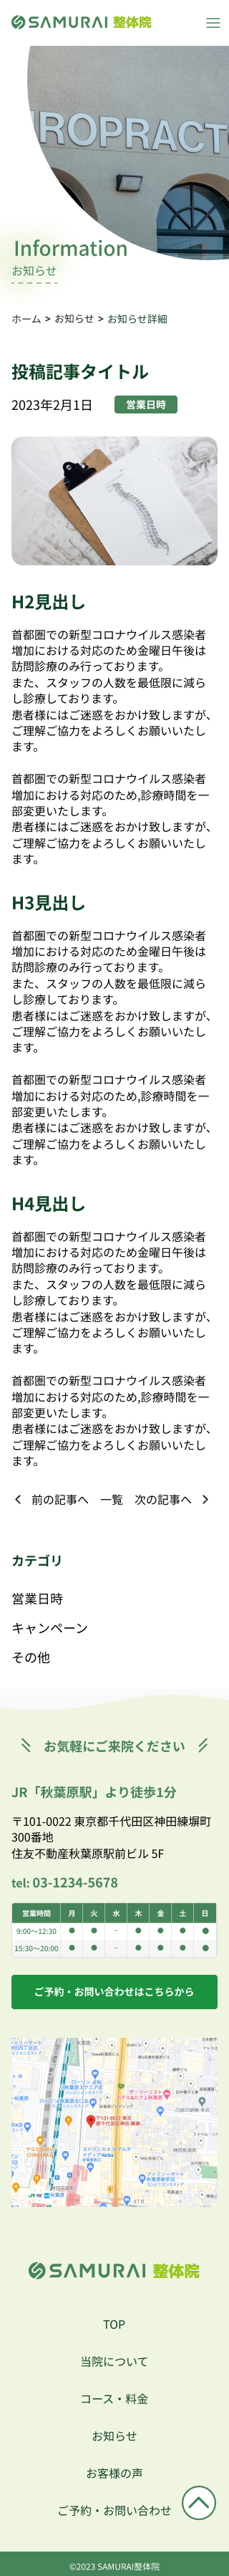 SAMURAI 整体院
IROPRACT
Information
お知らせ
ホーム > お知らせ > お知らせ詳細
投稿記事タイトル
2023年2月1日 営業日時
H2見出し
首都圏での新型コロナウイルス感染者
増加における対応のため金曜日午後は
訪問診療のみ行っております。
また、スタッフの人数を最低限に減ら
し診療しております。
患者様にはご迷惑をおかけ致しますが、
ご理解ご協力をよろしくお願いいたし
ます。
首都圏での新型コロナウイルス感染者
増加における対応のため,診療時間を一
部変更いたします。
患者様にはご迷惑をおかけ致しますが、
ご理解ご協力をよろしくお願いいたし
ます。
H3見出し
首都圏での新型コロナウイルス感染者
増加における対応のため金曜日午後は
訪問診療のみ行っております。
また、スタッフの人数を最低限に減ら
し診療しております。
患者様にはご迷惑をおかけ致しますが、
ご理解ご協力をよろしくお願いいたし
ます。
首都圏での新型コロナウイルス感染者
増加における対応のため,診療時間を一
部変更いたします。
患者様にはご迷惑をおかけ致しますが、
ご理解ご協力をよろしくお願いいたし
ます。
H4見出し
首都圏での新型コロナウイルス感染者
増加における対応のため金曜日午後は
訪問診療のみ行っております。
また、スタッフの人数を最低限に減ら
し診療しております。
患者様にはご迷惑をおかけ致しますが、
ご理解ご協力をよろしくお願いいたし
ます。
首都圏での新型コロナウイルス感染者
増加における対応のため,診療時間を一
部変更いたします。
患者様にはご迷惑をおかけ致しますが、
ご理解ご協力をよろしくお願いいたし
ます。
前の記事へ 一覧 次の記事へ
カテゴリ
営業日時
キャンペーン
その他
お気軽にご来院ください
JR「秋葉原駅」より徒歩1分
〒101-0022 東京都千代田区神田練塀町
300番地
住友不動産秋葉原駅前ビル 5F
tel: 03-1234-5678
営業時間 月 火 水 木 金 土 日
9:00〜12:30 ● ● - ● ● ● ●
15:30〜20:00 ● ● - ● ● ● ●
ご予約・お問い合わせはこちらから
SAMURAI 整体院
TOP
当院について
コース・料金
お知らせ
お客様の声
ご予約・お問い合わせ
©2023 SAMURAI整体院